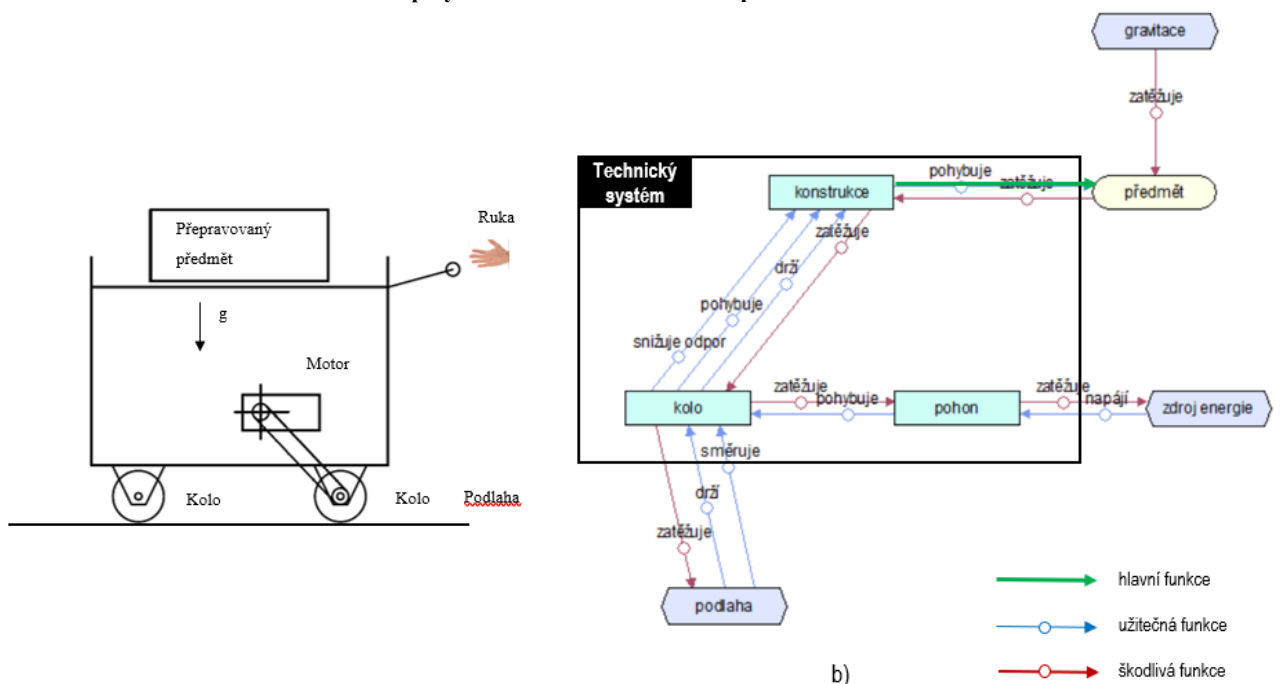 gravitace
zatěžuje
Technický
systém
pohybuje
zatěžuje
konstrukce
předmět
Přepravovaný
předmět
Ruka
zatěžuje
drží
g
pohybuje
snižuje odpor
Motor
zatěžuje
pohybuje
zatěžuje
napájí
kolo
pohon
zdroj energie
směruje
Kolo
Kolo
Podlaha
drží
zatěžuje
podlaha
hlavní funkce
užitečná funkce
škodlivá funkce
b)